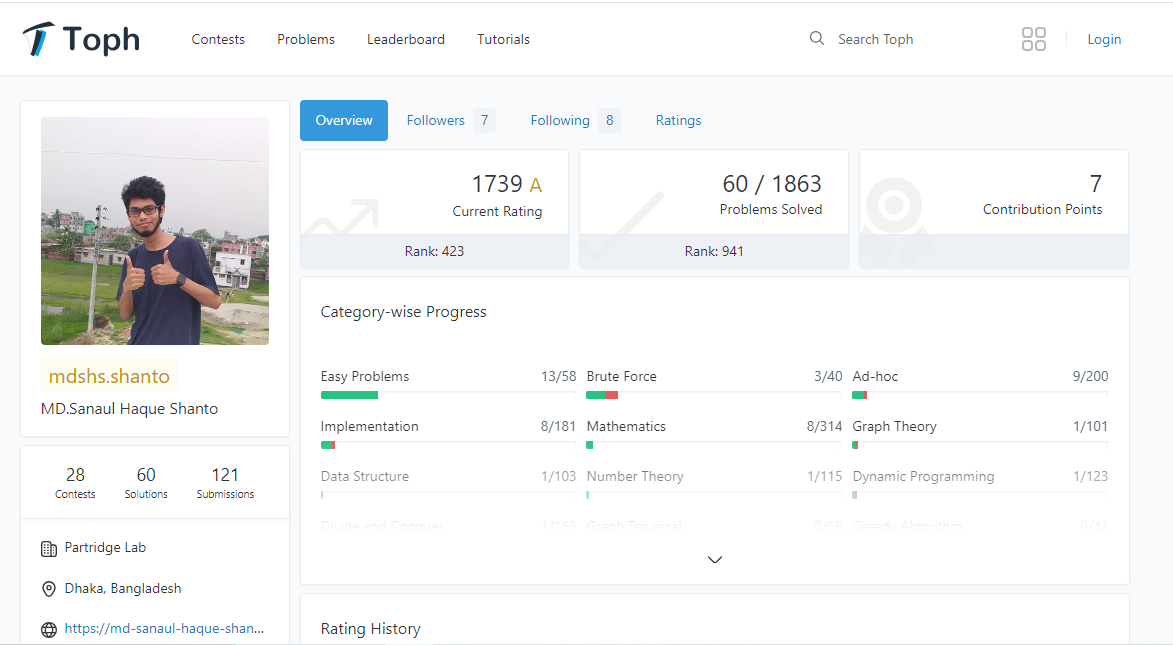 Toph
Contests Problems Leaderboard Tutorials
Search Toph
Login
mdshs.shanto
MD.Sanaul Haque Shanto
28 60 121
Contests Solutions Submissions
Partridge Lab
Dhaka, Bangladesh
https://md-sanaul-haque-shan...
Overview Followers 7 Following 8 Ratings
1739 A
Current Rating
Rank: 423
60 / 1863
Problems Solved
Rank: 941
7
Contribution Points
Category-wise Progress
Easy Problems 13/58 Brute Force 3/40 Ad-hoc 9/200
Implementation 8/181 Mathematics 8/314 Graph Theory 1/101
Data Structure 1/103 Number Theory 1/115 Dynamic Programming 1/123
Divide and Conquer 1/163 Graph Traversal 0/58 Greedy Algorithm 0/43
Rating History